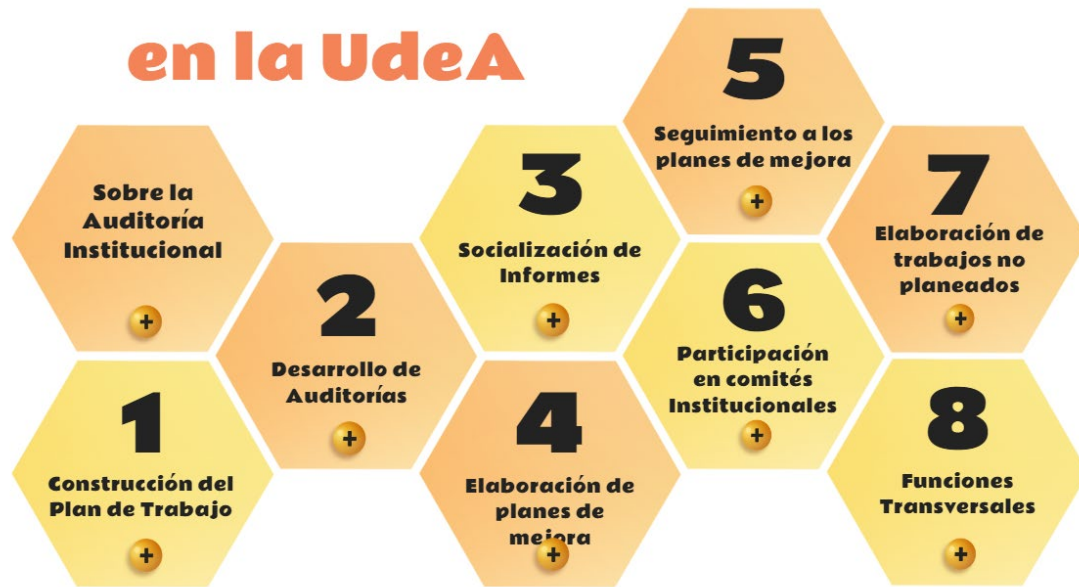 en la UdeA
Sobre la
Auditoría
Institucional
+
1
Construcción del
Plan de Trabajo
+
2
Desarrollo de
Auditorías
+
3
Socialización de
Informes
+
4
Elaboración de
planes de
mejora
+
5
Seguimiento a los
planes de mejora
+
6
Participación
en comités
Institucionales
+
7
Elaboración de
trabajos no
planeados
+
8
Funciones
Transversales
+